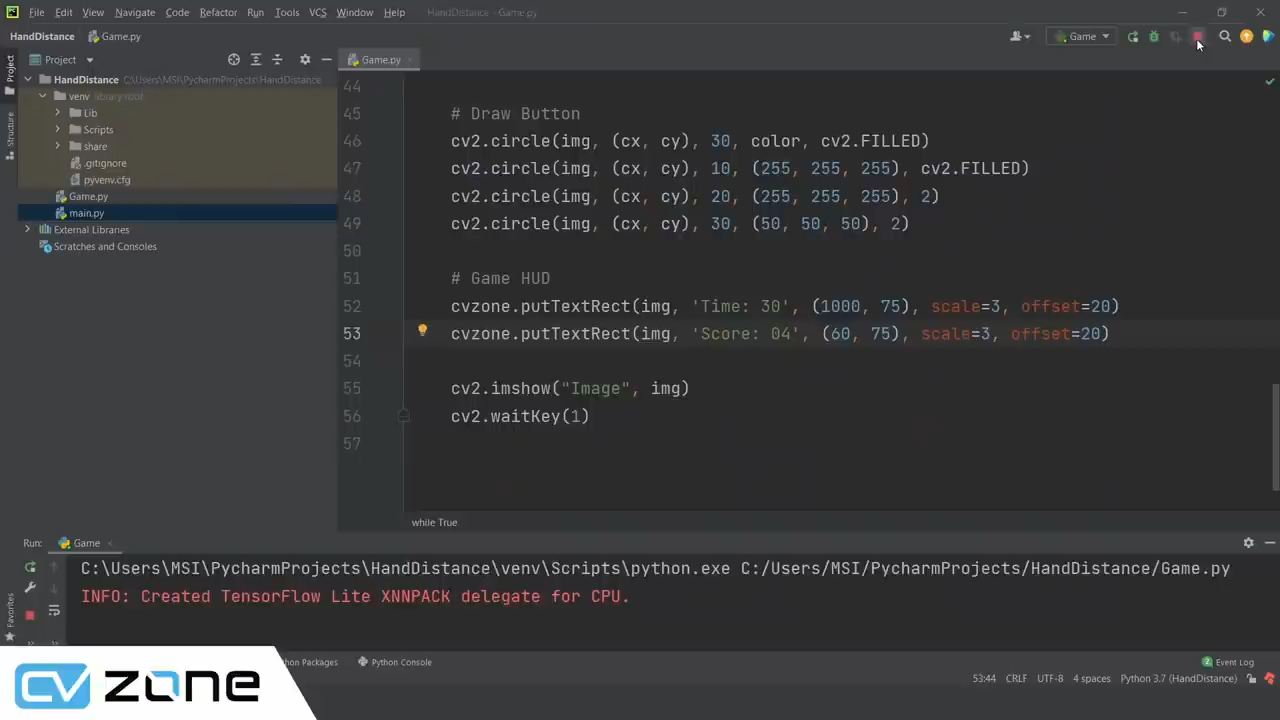 File Edit View Navigate Code Refactor Run Tools VCS Window Help HandDistance - Game.py
HandDistance Game.py Game
Project Game.py
HandDistance C:\Users\MSI\PycharmProjects\HandDistance
venv library root
Lib
Scripts
share
.gitignore
pyvenv.cfg
Game.py
main.py
External Libraries
Scratches and Consoles
Project
Structure
Favorites
44
45 # Draw Button
46 cv2.circle(img, (cx, cy), 30, color, cv2.FILLED)
47 cv2.circle(img, (cx, cy), 10, (255, 255, 255), cv2.FILLED)
48 cv2.circle(img, (cx, cy), 20, (255, 255, 255), 2)
49 cv2.circle(img, (cx, cy), 30, (50, 50, 50), 2)
50
51 # Game HUD
52 cvzone.putTextRect(img, 'Time: 30', (1000, 75), scale=3, offset=20)
53 cvzone.putTextRect(img, 'Score: 04', (60, 75), scale=3, offset=20)
54
55 cv2.imshow("Image", img)
56 cv2.waitKey(1)
57
while True
Run: Game
C:\Users\MSI\PycharmProjects\HandDistance\venv\Scripts\python.exe C:/Users/MSI/PycharmProjects/HandDistance/Game.py
INFO: Created TensorFlow Lite XNNPACK delegate for CPU.
Packages Python Console 2 Event Log
53:44 CRLF UTF-8 4 spaces Python 3.7 (HandDistance)
CV ZONE